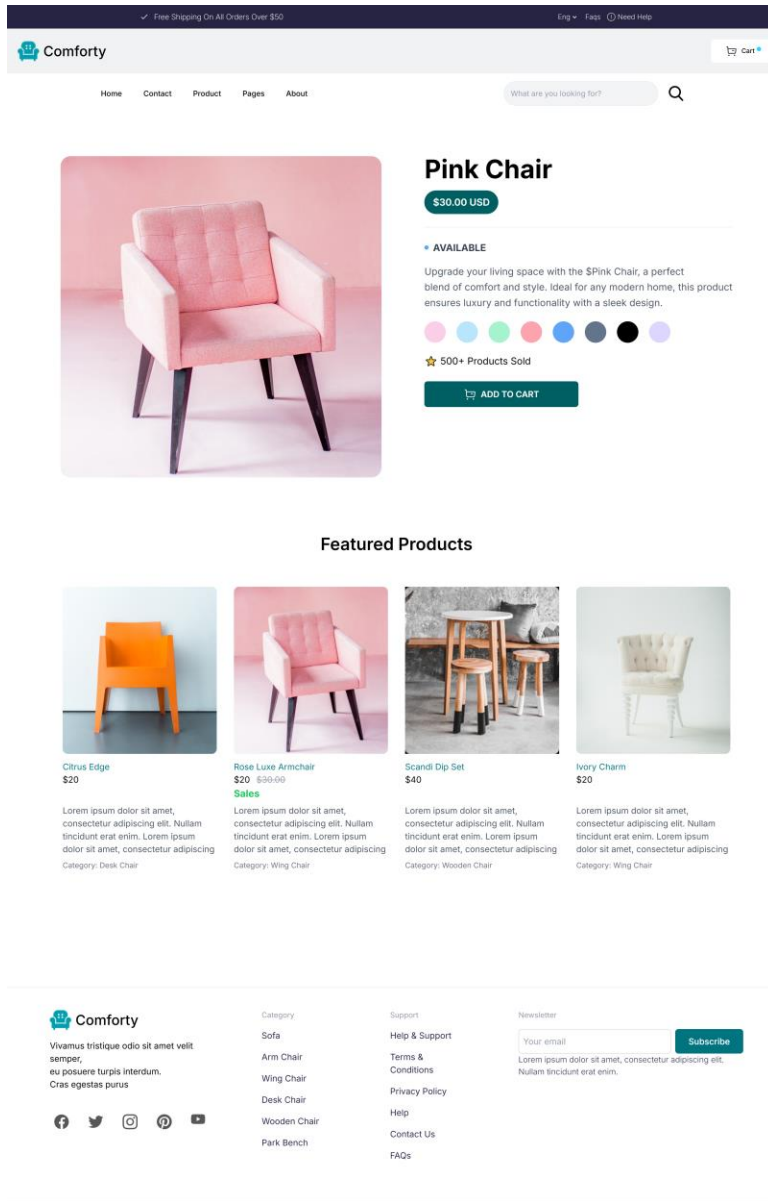 Free Shipping On All Orders Over $50
Eng Faqs Need Help
Comforty
Cart
Home Contact Product Pages About
What are you looking for?
Pink Chair
$30.00 USD
AVAILABLE
Upgrade your living space with the $Pink Chair, a perfect
blend of comfort and style. Ideal for any modern home, this product
ensures luxury and functionality with a sleek design.
500+ Products Sold
ADD TO CART
Featured Products
Citrus Edge
$20
Lorem ipsum dolor sit amet,
consectetur adipiscing elit. Nullam
tincidunt erat enim. Lorem ipsum
dolor sit amet, consectetur adipiscing
Category: Desk Chair
Rose Luxe Armchair
$20 $30.00
Sales
Lorem ipsum dolor sit amet,
consectetur adipiscing elit. Nullam
tincidunt erat enim. Lorem ipsum
dolor sit amet, consectetur adipiscing
Category: Wing Chair
Scandi Dip Set
$40
Lorem ipsum dolor sit amet,
consectetur adipiscing elit. Nullam
tincidunt erat enim. Lorem ipsum
dolor sit amet, consectetur adipiscing
Category: Wooden Chair
Ivory Charm
$20
Lorem ipsum dolor sit amet,
consectetur adipiscing elit. Nullam
tincidunt erat enim. Lorem ipsum
dolor sit amet, consectetur adipiscing
Category: Wing Chair
Comforty
Vivamus tristique odio sit amet velit
semper,
eu posuere turpis interdum.
Cras egestas purus
Category
Sofa
Arm Chair
Wing Chair
Desk Chair
Wooden Chair
Park Bench
Support
Help & Support
Terms &
Conditions
Privacy Policy
Help
Contact Us
FAQs
Newsletter
Your email
Subscribe
Lorem ipsum dolor sit amet, consectetur adipiscing elit.
Nullam tincidunt erat enim.